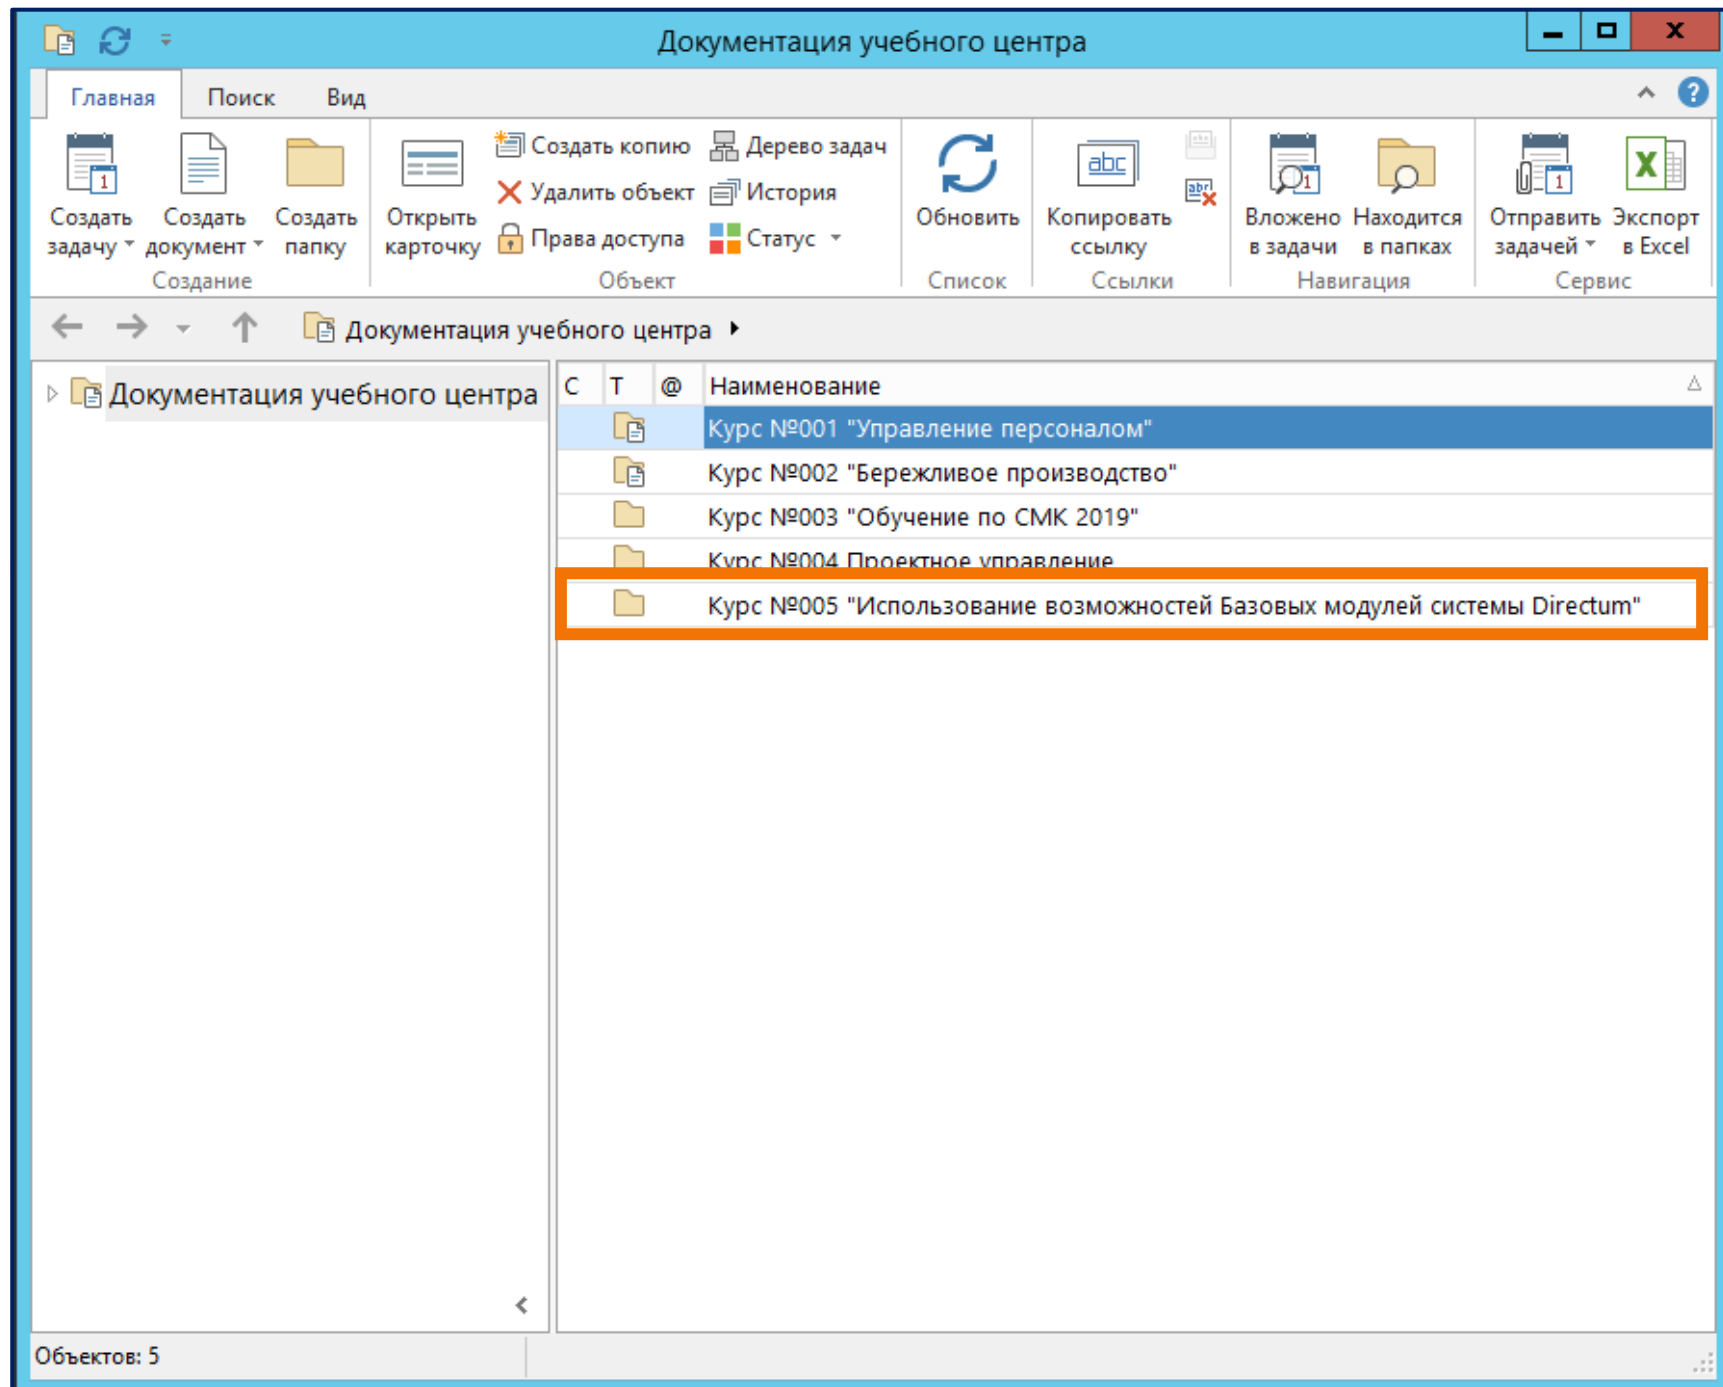 Документация учебного центра
Главная Поиск Вид
Создать задачу
Создать документ
Создать папку
Открыть карточку
Создать копию
Удалить объект
Права доступа
Дерево задач
История
Статус
Обновить
abc
Копировать ссылку
Вложено в задачи
Находится в папках
Отправить задачей
Экспорт в Excel
Создание Объект Список Ссылки Навигация Сервис
Документация учебного центра
Документация учебного центра
С Т @ Наименование
Курс №001 "Управление персоналом"
Курс №002 "Бережливое производство"
Курс №003 "Обучение по СМК 2019"
Курс №004 Проектное управление
Курс №005 "Использование возможностей Базовых модулей системы Directum"
Объектов: 5